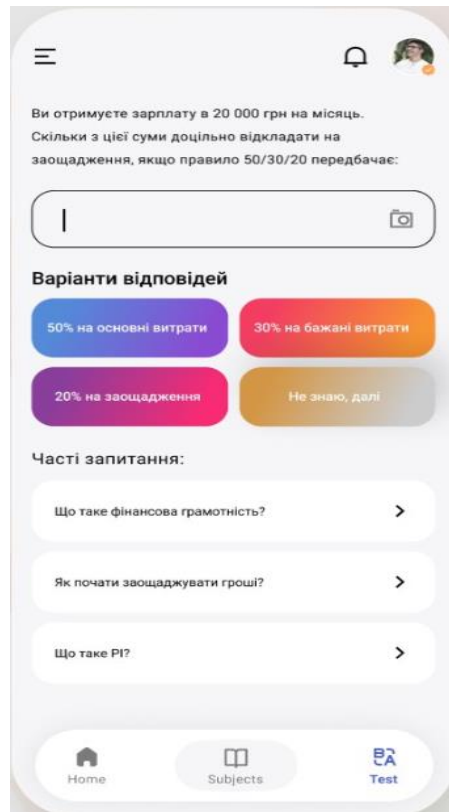 Ви отримуєте зарплату в 20 000 грн на місяць.
Скільки з цієї суми доцільно відкладати на
заощадження, якщо правило 50/30/20 передбачає:
Варіанти відповідей
50% на основні витрати
30% на бажані витрати
20% на заощадження
Не знаю, далі
Часті запитання:
Що таке фінансова грамотність?
Як почати заощаджувати гроші?
Що таке PI?
Home
Subjects
Test